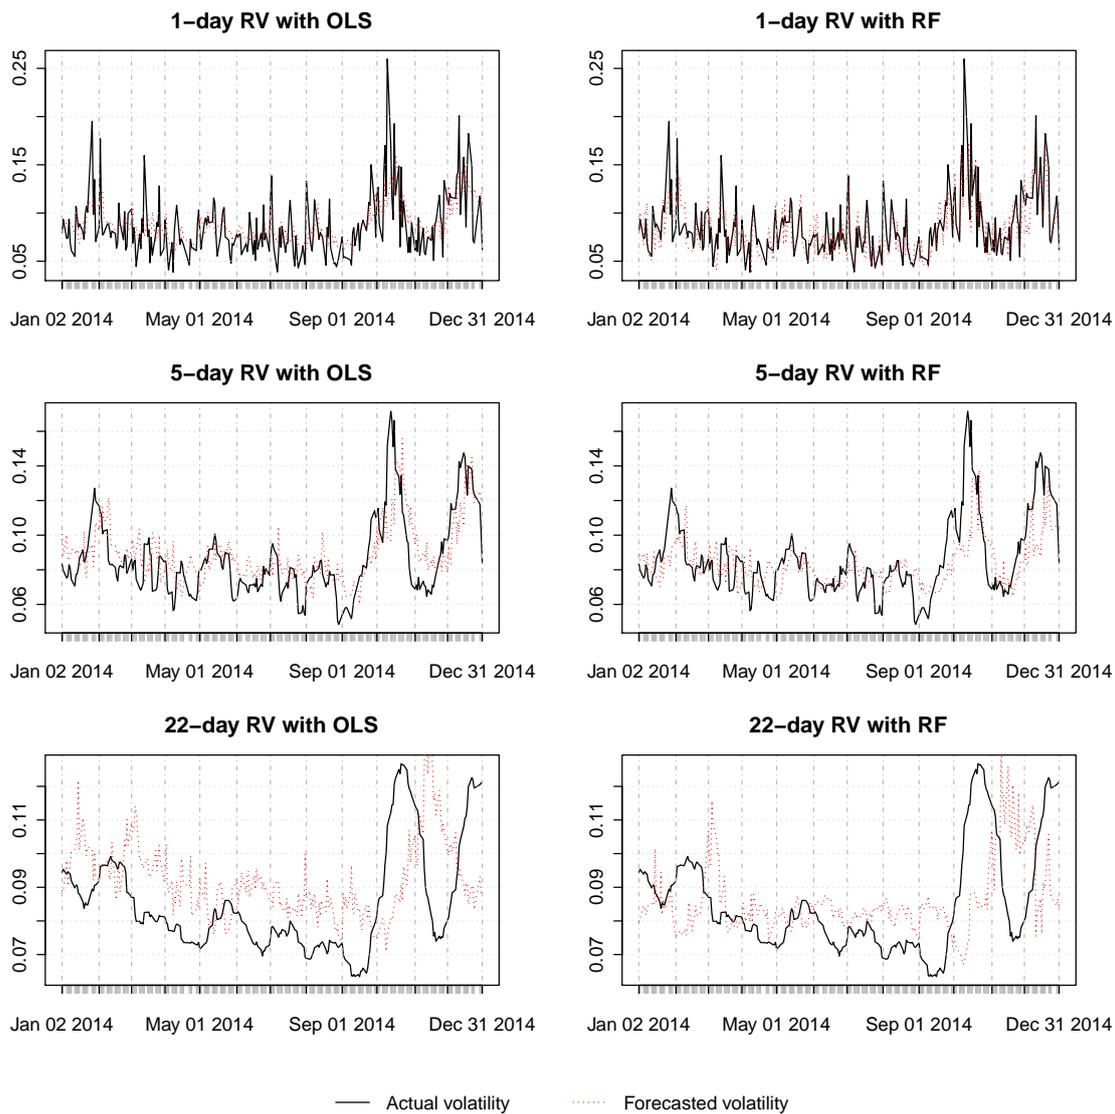 1−day RV with OLS
0.25
0.15
0.05
Jan 02 2014 May 01 2014 Sep 01 2014 Dec 31 2014
1−day RV with RF
0.25
0.15
0.05
Jan 02 2014 May 01 2014 Sep 01 2014 Dec 31 2014
5−day RV with OLS
0.14
0.10
0.06
Jan 02 2014 May 01 2014 Sep 01 2014 Dec 31 2014
5−day RV with RF
0.14
0.10
0.06
Jan 02 2014 May 01 2014 Sep 01 2014 Dec 31 2014
22−day RV with OLS
0.11
0.09
0.07
Jan 02 2014 May 01 2014 Sep 01 2014 Dec 31 2014
22−day RV with RF
0.11
0.09
0.07
Jan 02 2014 May 01 2014 Sep 01 2014 Dec 31 2014
Actual volatility Forecasted volatility